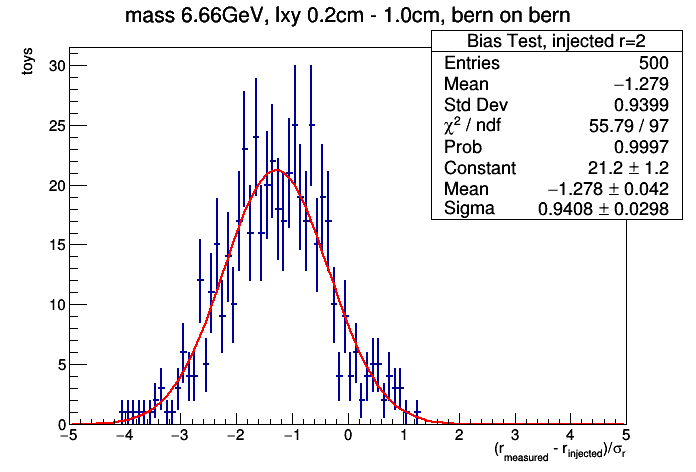 mass 6.66GeV, lxy 0.2cm - 1.0cm, bern on bern
Bias Test, injected r=2
Entries 500
Mean −1.279
Std Dev 0.9399
χ² / ndf 55.79 / 97
Prob 0.9997
Constant 21.2 ± 1.2
Mean −1.278 ± 0.042
Sigma 0.9408 ± 0.0298
toys
30
25
20
15
10
5
0
−5 −4 −3 −2 −1 0 1 2 3 4 5
(r_measured - r_injected)/σ_r